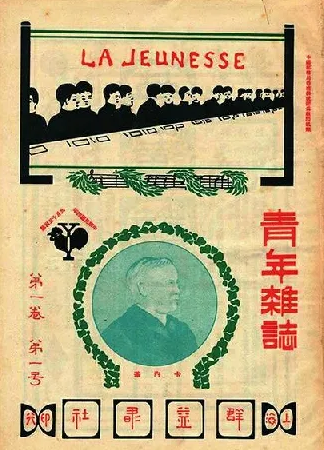 LA JEUNESSE
青年雜誌
第一卷 第一号
卡內基
上海 群益書社 印行